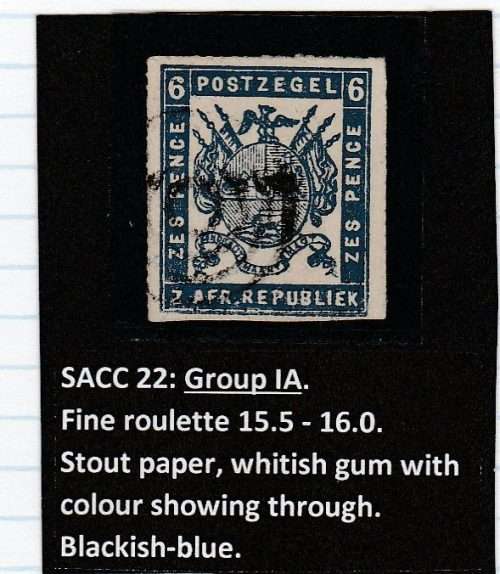 6 POSTZEGEL 6
ZES PENCE
ZES PENCE
Z. AFR. REPUBLIEK
SACC 22: Group IA.
Fine roulette 15.5 - 16.0.
Stout paper, whitish gum with
colour showing through.
Blackish-blue.